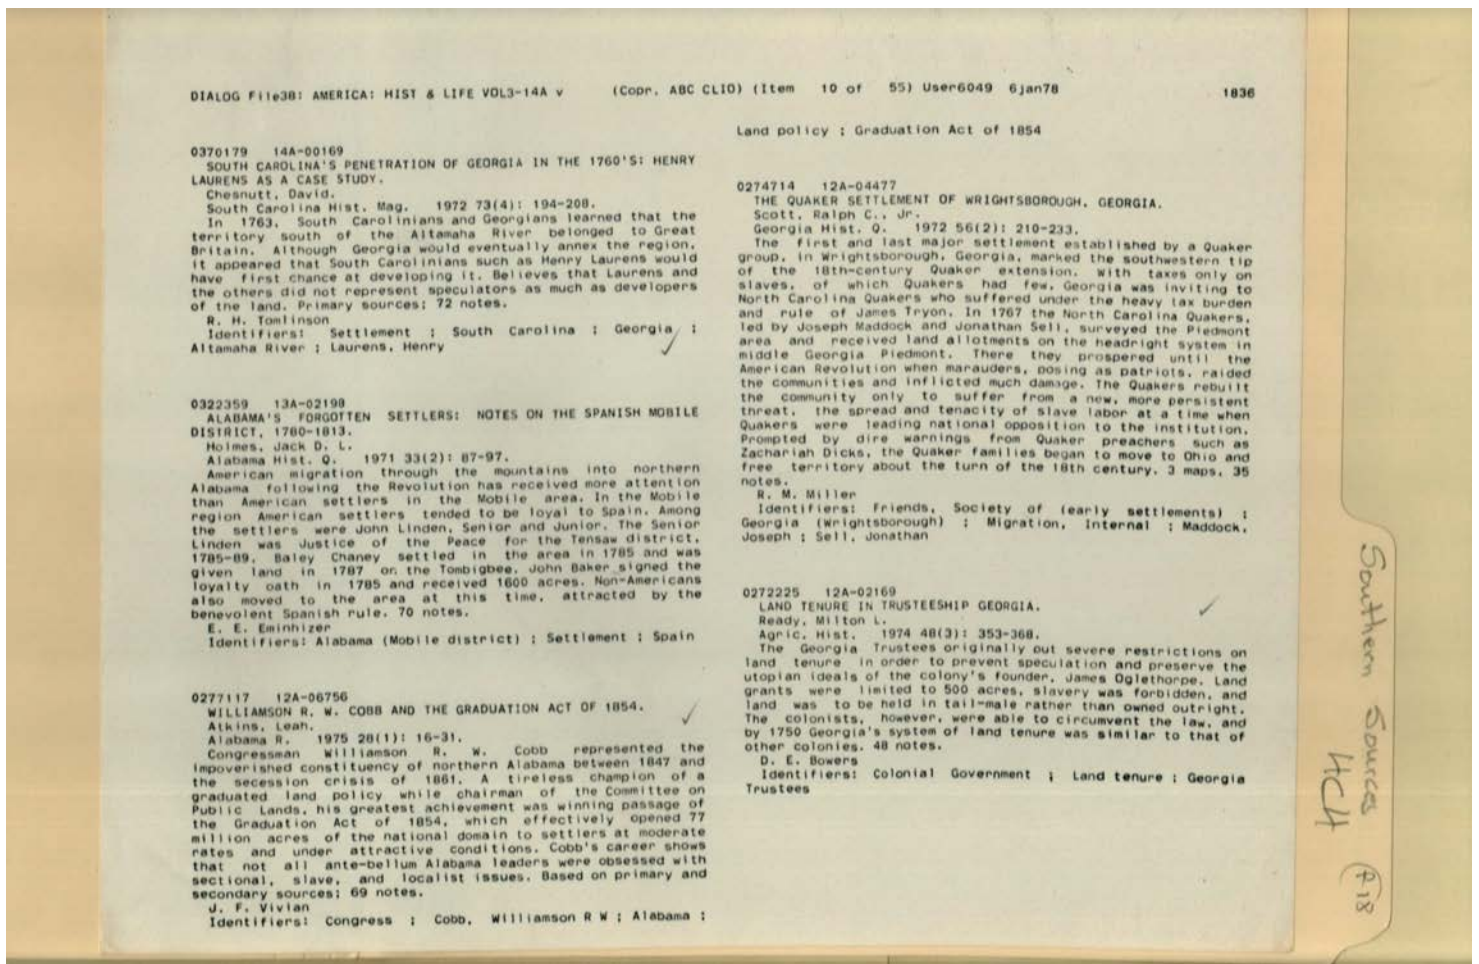 DIALOG File38: AMERICA: HIST & LIFE VOL3-14A v (Copr. ABC CLIO) (Item 10 of 55) User6049 6jan78 1836
0370179 14A-00169
SOUTH CAROLINA'S PENETRATION OF GEORGIA IN THE 1760'S: HENRY
LAURENS AS A CASE STUDY.
Chesnutt, David.
South Carolina Hist. Mag. 1972 73(4): 194-208.
In 1763, South Carolinians and Georgians learned that the
territory south of the Altamaha River belonged to Great
Britain. Although Georgia would eventually annex the region,
it appeared that South Carolinians such as Henry Laurens would
have first chance at developing it. Believes that Laurens and
the others did not represent speculators as much as developers
of the land. Primary sources; 72 notes.
R. H. Tomlinson
Identifiers: Settlement ; South Carolina ; Georgia ;
Altamaha River ; Laurens, Henry
0322359 13A-02198
ALABAMA'S FORGOTTEN SETTLERS: NOTES ON THE SPANISH MOBILE
DISTRICT, 1780-1813.
Holmes, Jack D. L.
Alabama Hist. Q. 1971 33(2): 87-97.
American migration through the mountains into northern
Alabama following the Revolution has received more attention
than American settlers in the Mobile area. In the Mobile
region American settlers tended to be loyal to Spain. Among
the settlers were John Linden, Senior and Junior. The Senior
Linden was Justice of the Peace for the Tensaw district,
1785-89. Baley Chaney settled in the area in 1785 and was
given land in 1787 on the Tombigbee. John Baker signed the
loyalty oath in 1785 and received 1600 acres. Non-Americans
also moved to the area at this time, attracted by the
benevolent Spanish rule. 70 notes.
E. E. Eminhizer
Identifiers: Alabama (Mobile district) ; Settlement ; Spain
0277117 12A-06756
WILLIAMSON R. W. COBB AND THE GRADUATION ACT OF 1854.
Atkins, Leah.
Alabama R. 1975 28(1): 16-31.
Congressman Williamson R. W. Cobb represented the
impoverished constituency of northern Alabama between 1847 and
the secession crisis of 1861. A tireless champion of a
graduated land policy while chairman of the Committee on
Public Lands, his greatest achievement was winning passage of
the Graduation Act of 1854, which effectively opened 77
million acres of the national domain to settlers at moderate
rates and under attractive conditions. Cobb's career shows
that not all ante-bellum Alabama leaders were obsessed with
sectional, slave, and localist issues. Based on primary and
secondary sources; 69 notes.
J. F. Vivian
Identifiers: Congress ; Cobb, Williamson R W ; Alabama ;
Land policy ; Graduation Act of 1854
0274714 12A-04477
THE QUAKER SETTLEMENT OF WRIGHTSBOROUGH, GEORGIA.
Scott, Ralph C., Jr.
Georgia Hist. Q. 1972 56(2): 210-233.
The first and last major settlement established by a Quaker
group, in Wrightsborough, Georgia, marked the southwestern tip
of the 18th-century Quaker extension. With taxes only on
slaves, of which Quakers had few, Georgia was inviting to
North Carolina Quakers who suffered under the heavy tax burden
and rule of James Tryon. In 1767 the North Carolina Quakers,
led by Joseph Maddock and Jonathan Sell, surveyed the Piedmont
area and received land allotments on the headright system in
middle Georgia Piedmont. There they prospered until the
American Revolution when marauders, posing as patriots, raided
the communities and inflicted much damage. The Quakers rebuilt
the community only to suffer from a new, more persistent
threat, the spread and tenacity of slave labor at a time when
Quakers were leading national opposition to the institution.
Prompted by dire warnings from Quaker preachers such as
Zachariah Dicks, the Quaker families began to move to Ohio and
free territory about the turn of the 18th century. 3 maps, 35
notes.
R. M. Miller
Identifiers: Friends, Society of (early settlements) ;
Georgia (Wrightsborough) ; Migration, Internal ; Maddock,
Joseph ; Sell, Jonathan
0272225 12A-02169
LAND TENURE IN TRUSTEESHIP GEORGIA.
Ready, Milton L.
Agric. Hist. 1974 48(3): 353-368.
The Georgia Trustees originally out severe restrictions on
land tenure in order to prevent speculation and preserve the
utopian ideals of the colony's founder, James Oglethorpe. Land
grants were limited to 500 acres, slavery was forbidden, and
land was to be held in tail-male rather than owned outright.
The colonists, however, were able to circumvent the law, and
by 1750 Georgia's system of land tenure was similar to that of
other colonies. 48 notes.
D. E. Bowers
Identifiers: Colonial Government ; Land tenure ; Georgia
Trustees
Southern Sources
HCH